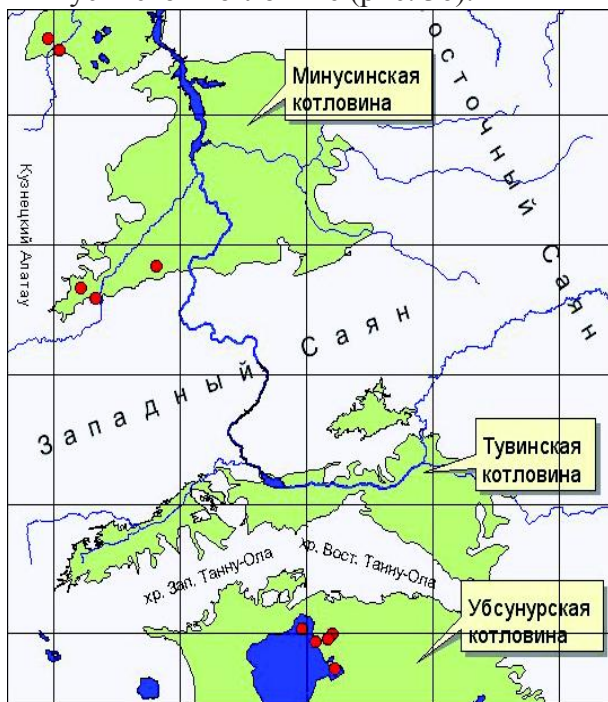 Минусинская
котловина
Восточный Саян
Кузнецкий Алатау
Западный Саян
Тувинская
котловина
хр. Зап. Танну-Ола
хр. Вост. Танну-Ола
Убсунурская
котловина